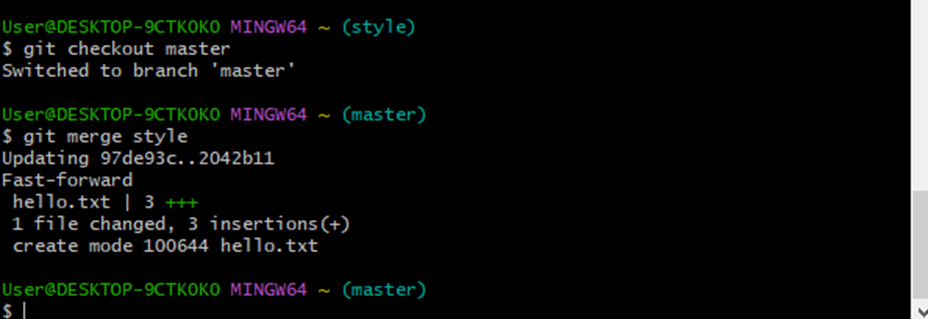 User@DESKTOP-9CTKOKO MINGW64 ~ (style)
$ git checkout master
Switched to branch 'master'
User@DESKTOP-9CTKOKO MINGW64 ~ (master)
$ git merge style
Updating 97de93c..2042b11
Fast-forward
 hello.txt | 3 +++
 1 file changed, 3 insertions(+)
 create mode 100644 hello.txt
User@DESKTOP-9CTKOKO MINGW64 ~ (master)
$